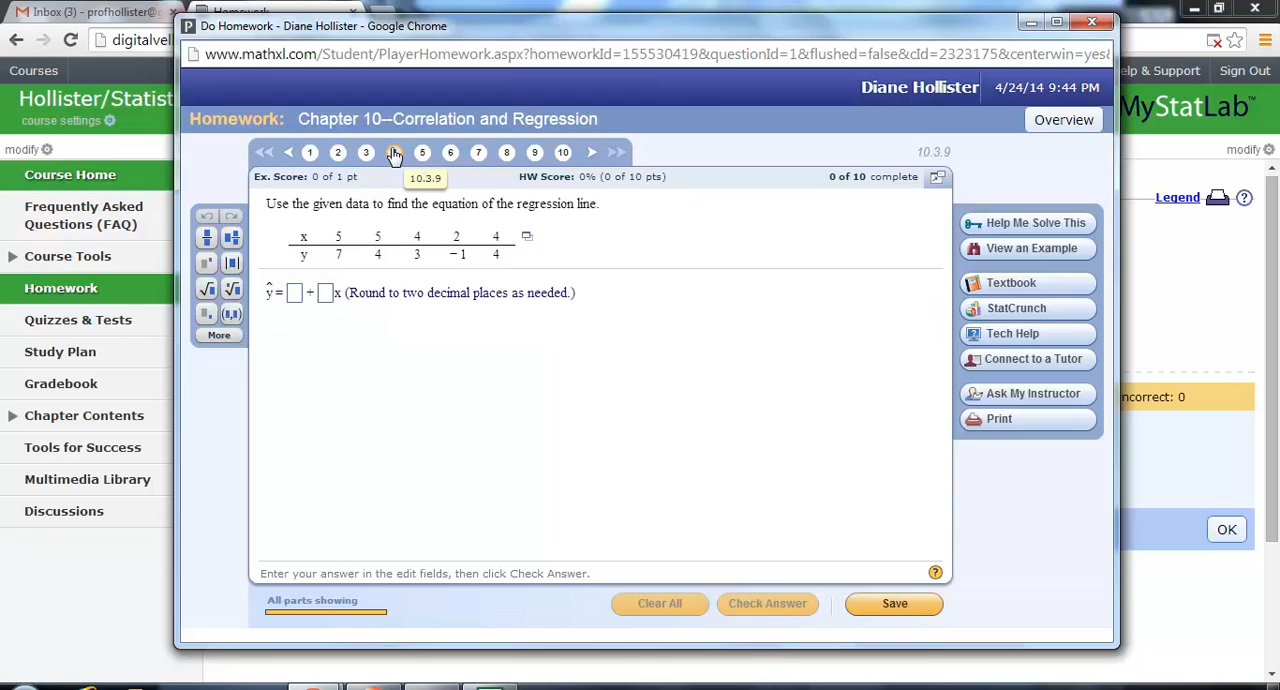 Inbox (3) - profhollister@g
Homework
Do Homework - Diane Hollister - Google Chrome
digitalvell
www.mathxl.com/Student/PlayerHomework.aspx?homeworkId=155530419&questionId=1&flushed=false&cId=2323175&centerwin=yes&
Courses
elp & Support
Sign Out
Diane Hollister
4/24/14 9:44 PM
Hollister/Statist
course settings
MyStatLab™
Homework: Chapter 10--Correlation and Regression
Overview
modify
modify
1 2 3 5 6 7 8 9 10
10.3.9
Course Home
10.3.9
Ex. Score: 0 of 1 pt
HW Score: 0% (0 of 10 pts)
0 of 10 complete
Legend
Frequently Asked
Questions (FAQ)
Use the given data to find the equation of the regression line.
x 5 5 4 2 4
y 7 4 3 −1 4
Help Me Solve This
View an Example
Course Tools
Homework
ŷ = + x (Round to two decimal places as needed.)
Textbook
StatCrunch
Quizzes & Tests
More
Tech Help
Study Plan
Connect to a Tutor
Gradebook
Ask My Instructor
ncorrect: 0
Chapter Contents
Print
Tools for Success
Multimedia Library
Discussions
OK
Enter your answer in the edit fields, then click Check Answer.
All parts showing
Clear All
Check Answer
Save